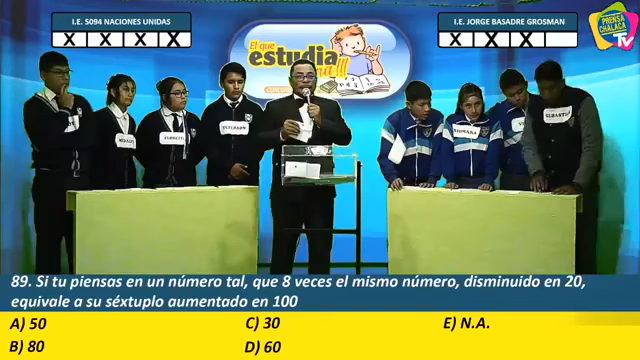 I.E. 5094 NACIONES UNIDAS
X X X X
I.E. JORGE BASADRE GROSMAN
X X X
PRENSA
CHALACA
TV
El que
estudia
89. Si tu piensas en un número tal, que 8 veces el mismo número, disminuido en 20,
equivale a su séxtuplo aumentado en 100
A) 50
C) 30
E) N.A.
B) 80
D) 60